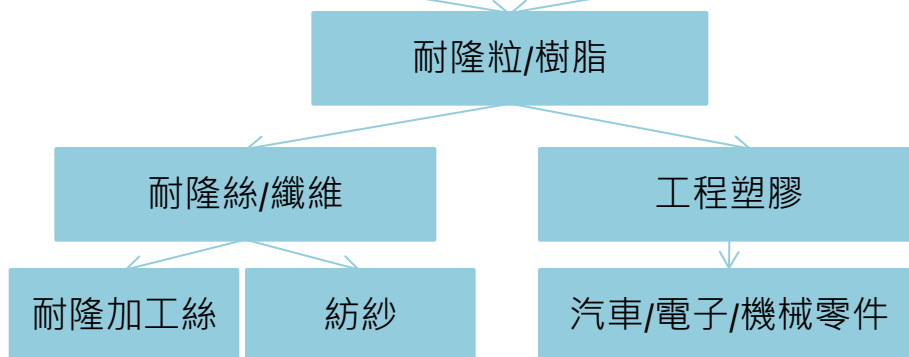 耐隆粒/樹脂
耐隆絲/纖維
工程塑膠
耐隆加工絲
紡紗
汽車/電子/機械零件